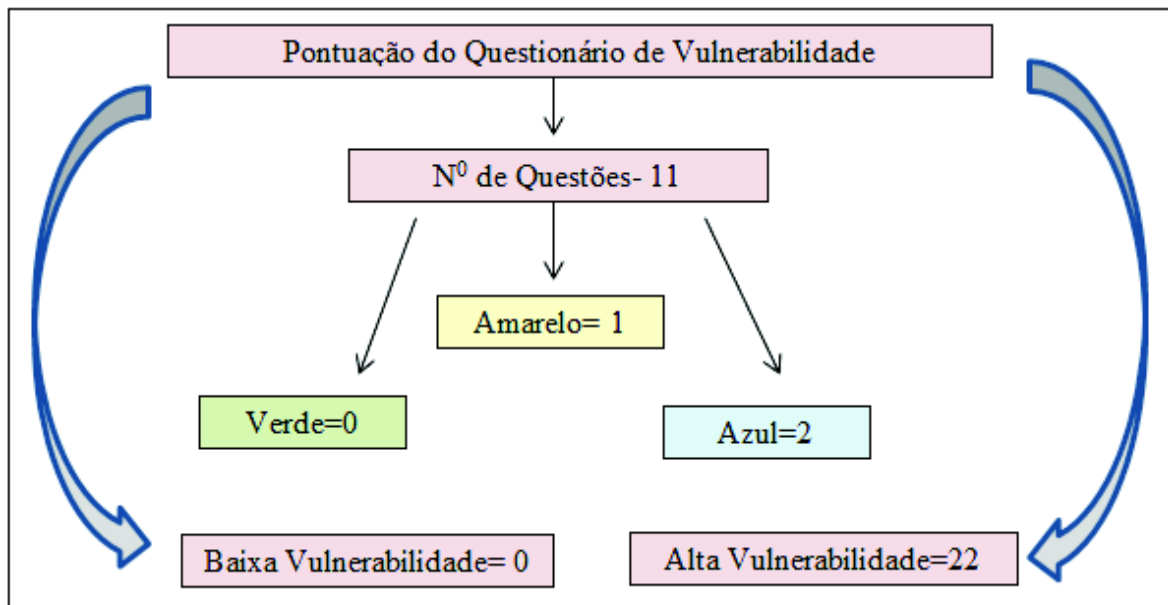 Pontuação do Questionário de Vulnerabilidade
N⁰ de Questões- 11
Amarelo= 1
Verde=0
Azul=2
Baixa Vulnerabilidade= 0
Alta Vulnerabilidade=22